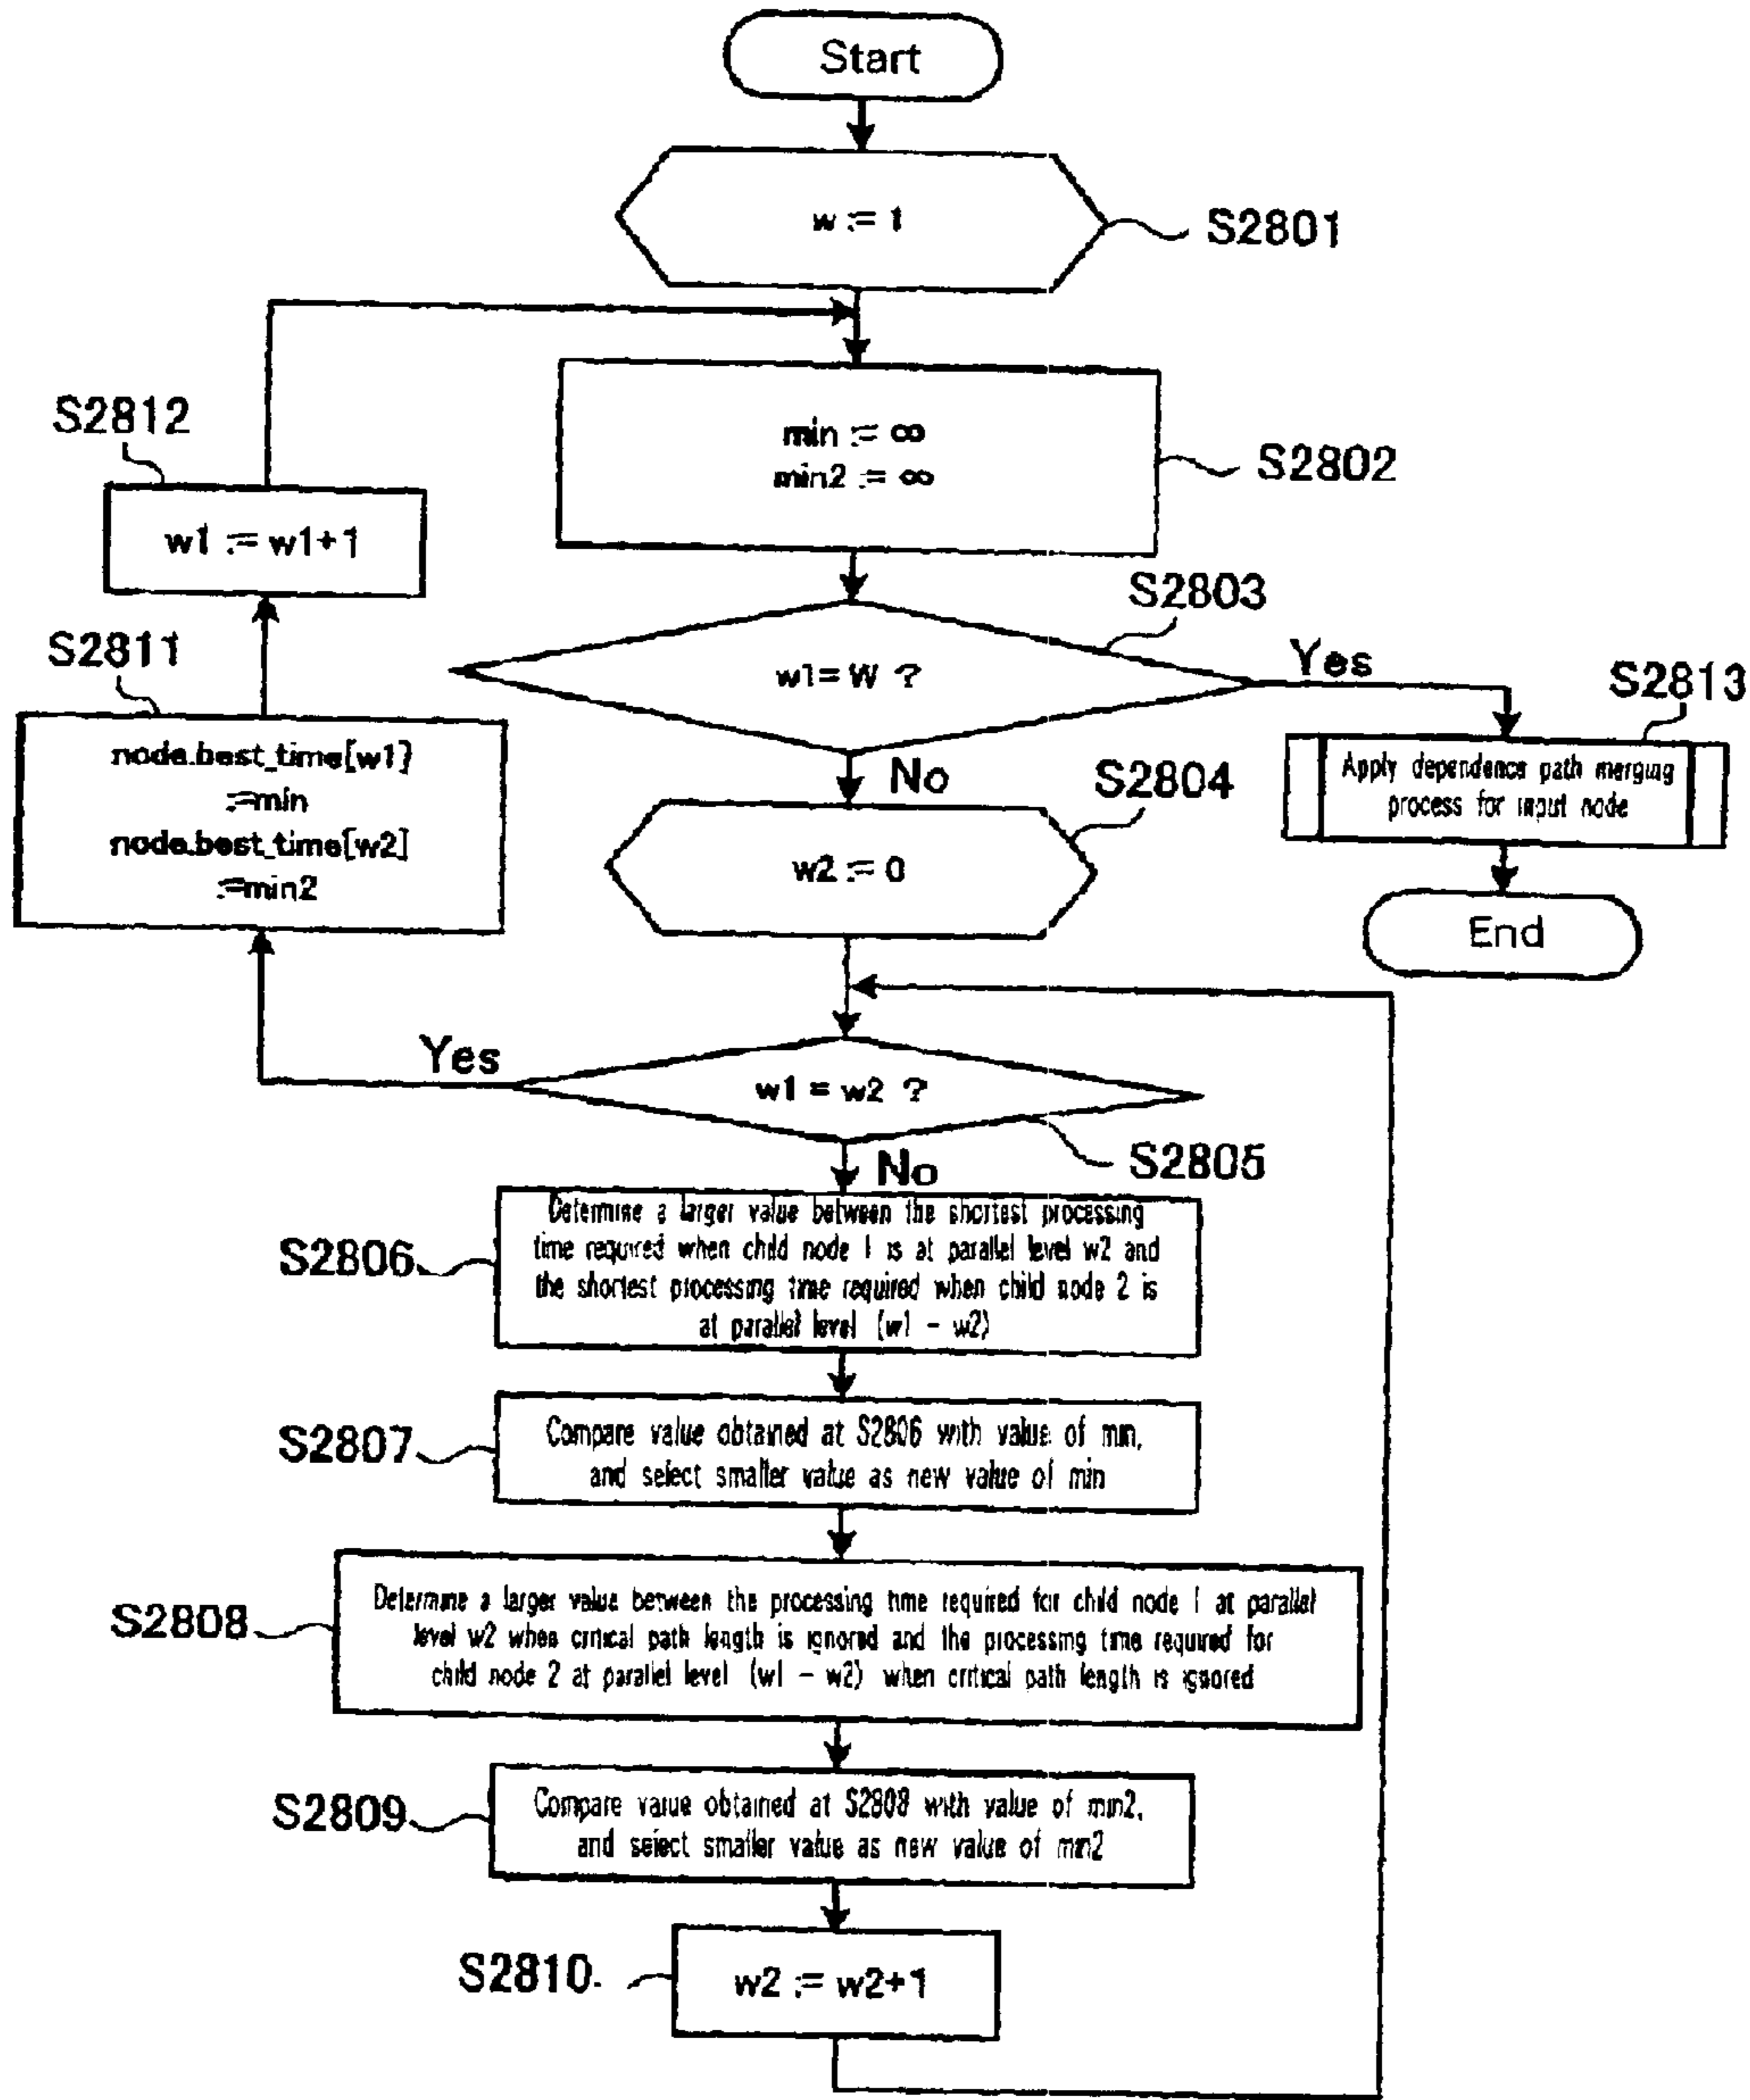 Start
w := 1
S2801
min := ∞
min2 := ∞
S2802
S2812
w1 := w1+1
S2803
w1=W ?
Yes
S2813
Apply dependence path merging
process for input node
End
S2811
node.best_time[w1]
:=min
node.best_time[w2]
:=min2
No
S2804
w2 := 0
Yes
w1 = w2 ?
S2805
No
S2806
Determine a larger value between the shortest processing
time required when child node 1 is at parallel level w2 and
the shortest processing time required when child node 2 is
at parallel level (w1 - w2)
S2807
Compare value obtained at S2806 with value of min,
and select smaller value as new value of min
S2808
Determine a larger value between the processing time required for child node 1 at parallel
level w2 when critical path length is ignored and the processing time required for
child node 2 at parallel level (w1 - w2) when critical path length is ignored
S2809
Compare value obtained at S2808 with value of min2,
and select smaller value as new value of min2
S2810
w2 := w2+1